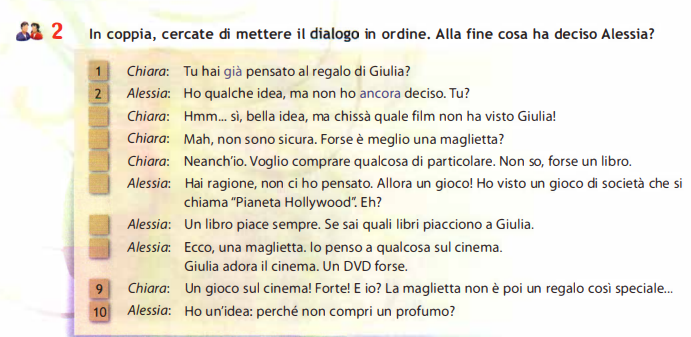 2 In coppia, cercate di mettere il dialogo in ordine. Alla fine cosa ha deciso Alessia?
1 Chiara: Tu hai già pensato al regalo di Giulia?
2 Alessia: Ho qualche idea, ma non ho ancora deciso. Tu?
Chiara: Hmm... sì, bella idea, ma chissà quale film non ha visto Giulia!
Chiara: Mah, non sono sicura. Forse è meglio una maglietta?
Chiara: Neanch'io. Voglio comprare qualcosa di particolare. Non so, forse un libro.
Alessia: Hai ragione, non ci ho pensato. Allora un gioco! Ho visto un gioco di società che si
chiama "Pianeta Hollywood". Eh?
Alessia: Un libro piace sempre. Se sai quali libri piacciono a Giulia.
Alessia: Ecco, una maglietta. Io penso a qualcosa sul cinema.
Giulia adora il cinema. Un DVD forse.
9 Chiara: Un gioco sul cinema! Forte! E io? La maglietta non è poi un regalo così speciale...
10 Alessia: Ho un'idea: perché non compri un profumo?